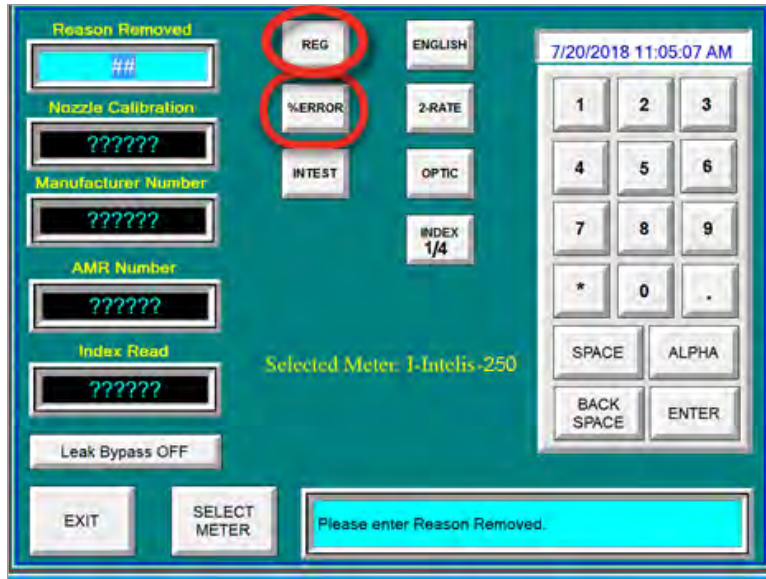 Reason Removed
##
Nozzle Calibration
??????
Manufacturer Number
??????
AMR Number
??????
Index Read
??????
Leak Bypass OFF
EXIT
SELECT
METER
REG
ENGLISH
%ERROR
2-RATE
INTEST
OPTIC
INDEX
1/4
Selected Meter: I-Intelis-250
Please enter Reason Removed.
7/20/2018 11:05:07 AM
1 2 3
4 5 6
7 8 9
* 0 .
SPACE
ALPHA
BACK
SPACE
ENTER